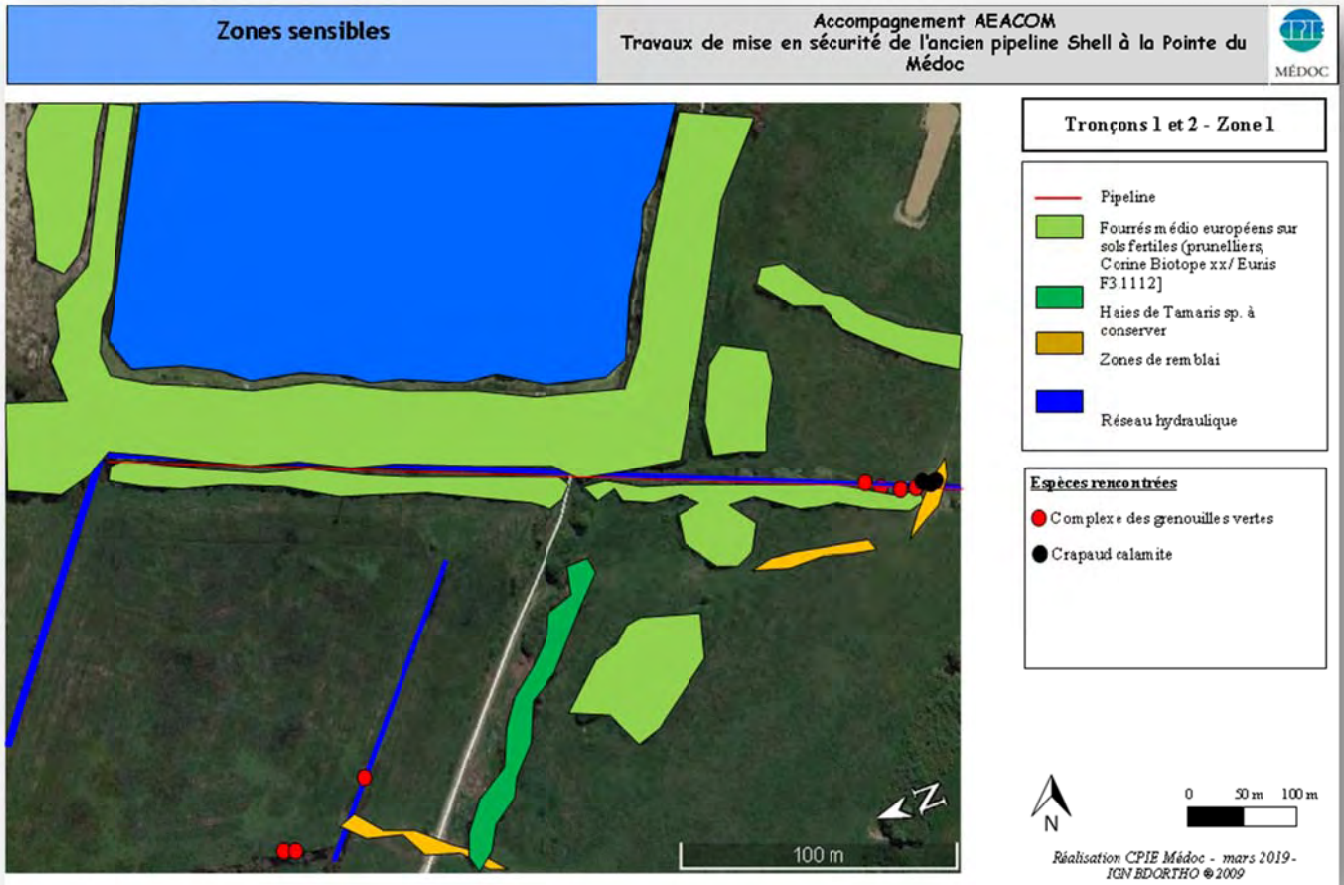 Zones sensibles
Accompagnement AEACOM
Travaux de mise en sécurité de l'ancien pipeline Shell à la Pointe du
Médoc
CPIE
MÉDOC
Tronçons 1 et 2 - Zone 1
Pipeline
Fourrés médio européens sur
sols fertiles (prunelliers,
Corine Biotope xx/ Eunis
F3.1112]
Haies de Tamaris sp. à
conserver
Zones de remblai
Réseau hydraulique
Espèces rencontrées
Complexe des grenouilles vertes
Crapaud calamite
N
100 m
N
0 50 m 100 m
Réalisation CPIE Médoc - mars 2019-
IGN BDORTHO ® 2009